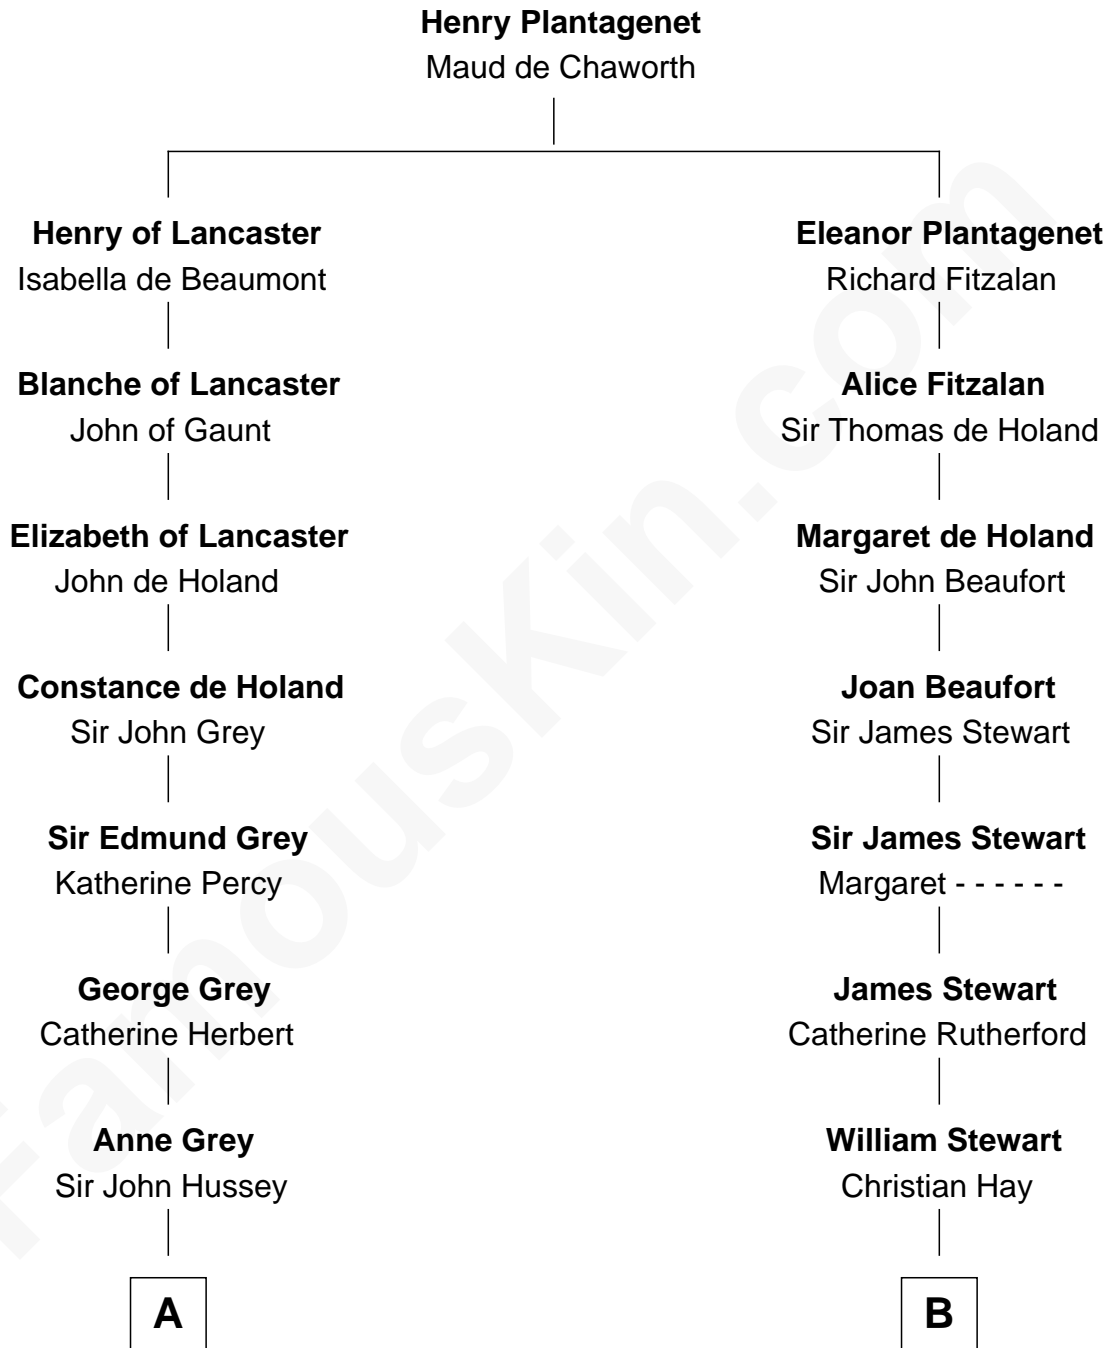 Henry Plantagenet
Maud de Chaworth
Henry of Lancaster
Isabella de Beaumont
Eleanor Plantagenet
Richard Fitzalan
Blanche of Lancaster
John of Gaunt
Alice Fitzalan
Sir Thomas de Holand
Elizabeth of Lancaster
John de Holand
Margaret de Holand
Sir John Beaufort
Constance de Holand
Sir John Grey
Joan Beaufort
Sir James Stewart
Sir Edmund Grey
Katherine Percy
Sir James Stewart
Margaret - - - - - -
George Grey
Catherine Herbert
James Stewart
Catherine Rutherford
Anne Grey
Sir John Hussey
William Stewart
Christian Hay
A
B
FamousKin.com